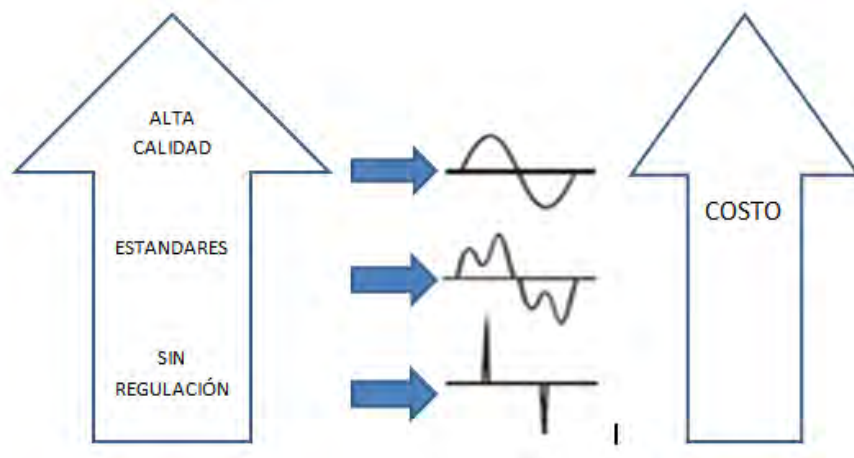 ALTA
CALIDAD
ESTANDARES
SIN
REGULACIÓN
COSTO